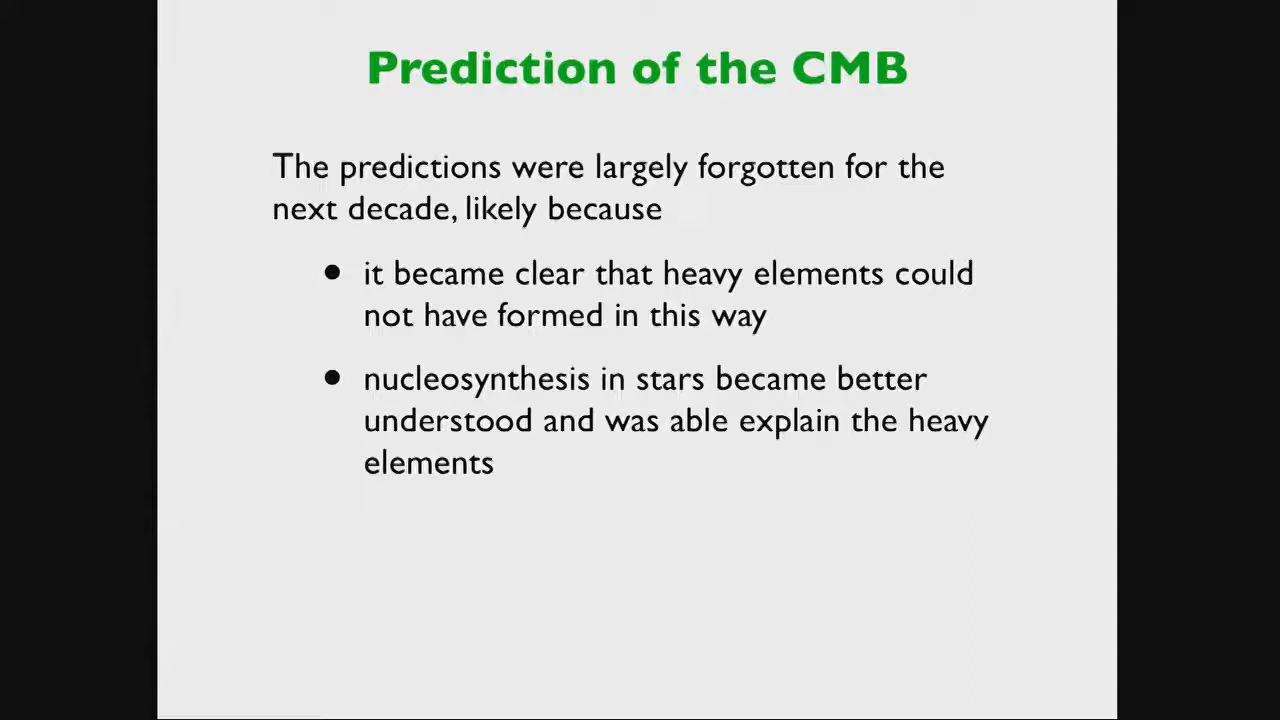 Prediction of the CMB
The predictions were largely forgotten for the
next decade, likely because
• it became clear that heavy elements could
not have formed in this way
• nucleosynthesis in stars became better
understood and was able explain the heavy
elements